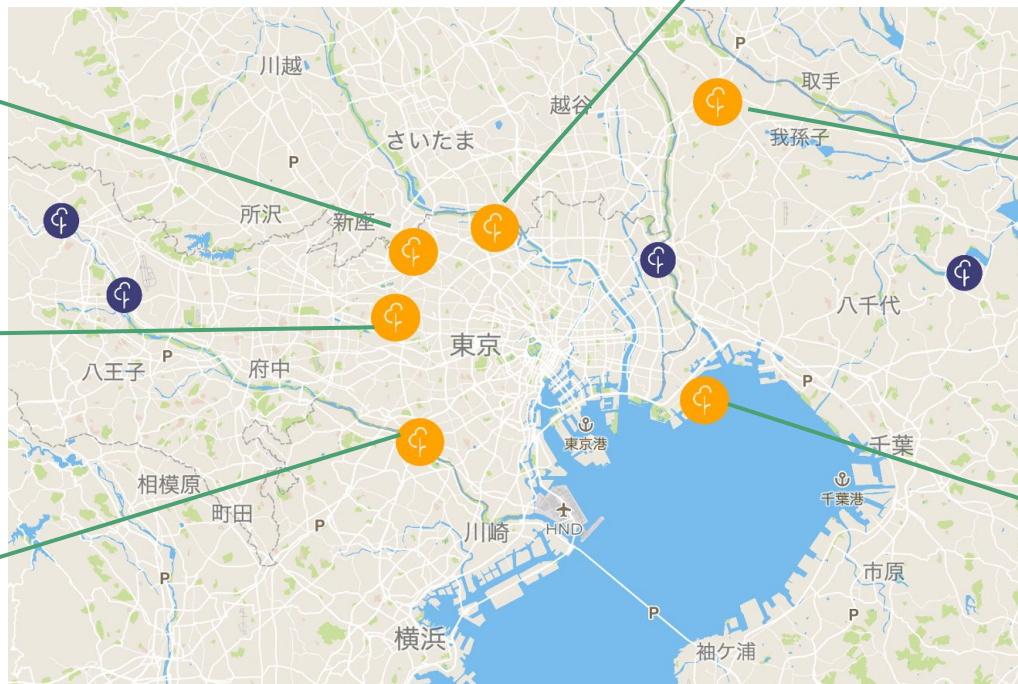 P
川越
取手
越谷
さいたま
我孫子
P
所沢
新座
八千代
東京
P
八王子
府中
P
東京港
千葉
相模原
千葉港
町田
P
川崎
HND
市原
P
P
P
横浜
袖ケ浦